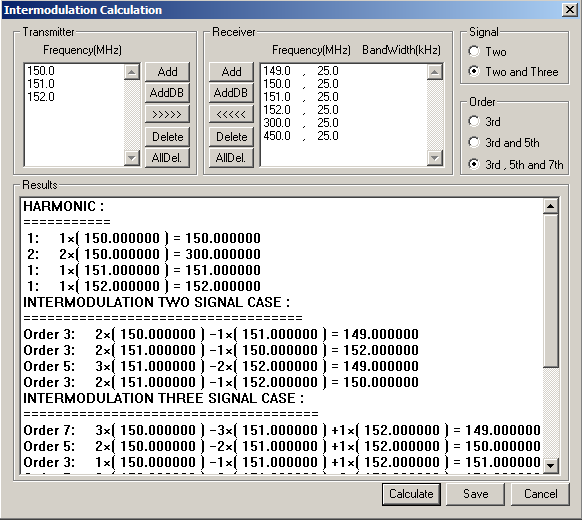 Intermodulation Calculation
Transmitter
Frequency(MHz)
150.0
151.0
152.0
Add
AddDB
>>>>>
Delete
AllDel.
Receiver
Frequency(MHz) BandWidth(kHz)
Add
AddDB
<<<<<
Delete
AllDel.
149.0 , 25.0
150.0 , 25.0
151.0 , 25.0
152.0 , 25.0
300.0 , 25.0
450.0 , 25.0
Signal
Two
Two and Three
Order
3rd
3rd and 5th
3rd , 5th and 7th
Results
HARMONIC :
===========
1: 1×( 150.000000 ) = 150.000000
2: 2×( 150.000000 ) = 300.000000
1: 1×( 151.000000 ) = 151.000000
1: 1×( 152.000000 ) = 152.000000
INTERMODULATION TWO SIGNAL CASE :
===================================
Order 3: 2×( 150.000000 ) -1×( 151.000000 ) = 149.000000
Order 3: 2×( 151.000000 ) -1×( 150.000000 ) = 152.000000
Order 5: 3×( 151.000000 ) -2×( 152.000000 ) = 149.000000
Order 3: 2×( 151.000000 ) -1×( 152.000000 ) = 150.000000
INTERMODULATION THREE SIGNAL CASE :
=====================================
Order 7: 3×( 150.000000 ) -3×( 151.000000 ) +1×( 152.000000 ) = 149.000000
Order 5: 2×( 150.000000 ) -2×( 151.000000 ) +1×( 152.000000 ) = 150.000000
Order 3: 1×( 150.000000 ) -1×( 151.000000 ) +1×( 152.000000 ) = 151.000000
Calculate
Save
Cancel